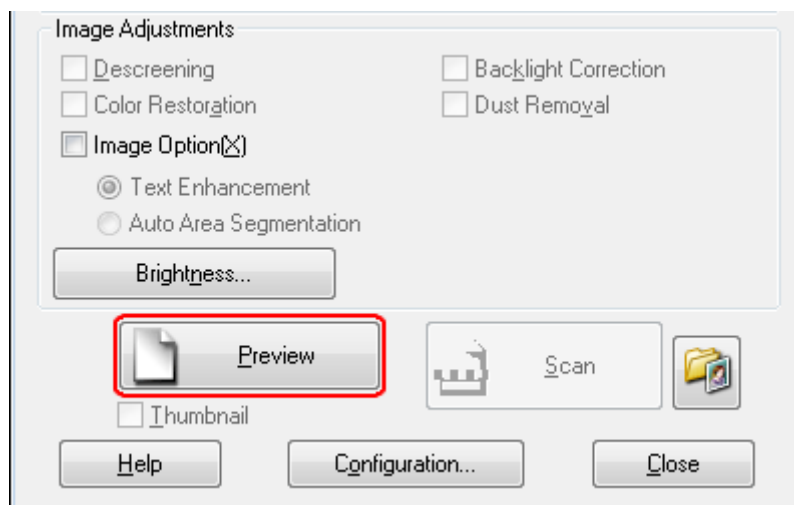 Image Adjustments
Descreening Backlight Correction
Color Restoration Dust Removal
Image Option(X)
Text Enhancement
Auto Area Segmentation
Brightness...
Preview Scan
Thumbnail
Help Configuration... Close